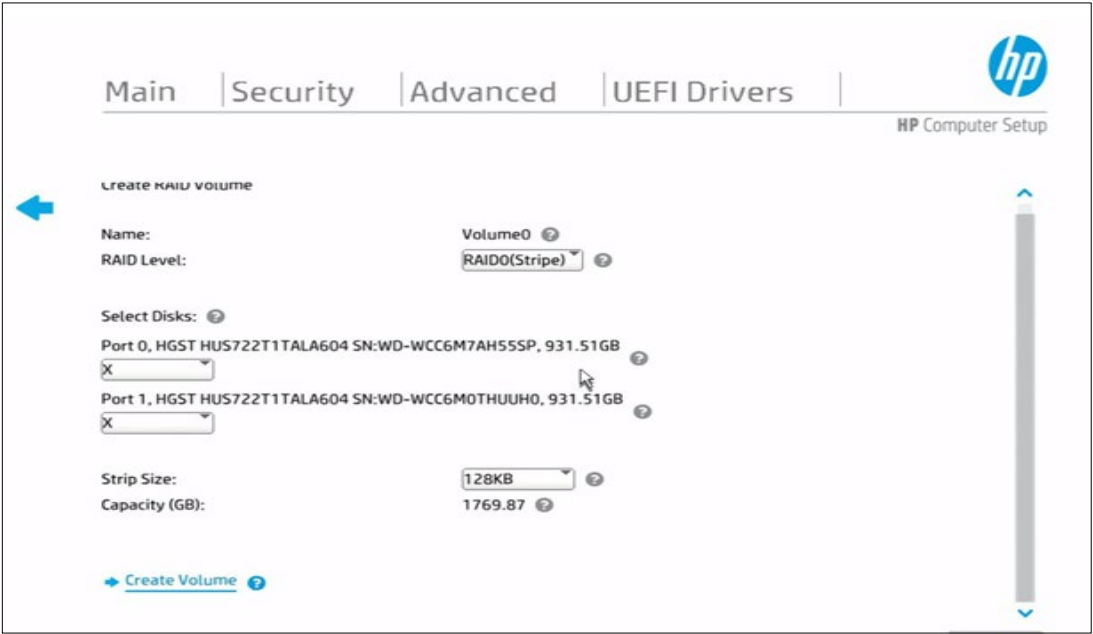 hp
Main Security Advanced UEFI Drivers
HP Computer Setup
Create RAID Volume
Name: Volume0 ?
RAID Level: RAID0(Stripe) ?
Select Disks: ?
Port 0, HGST HUS722T1TALA604 SN:WD-WCC6M7AH55SP, 931.51GB ?
X
Port 1, HGST HUS722T1TALA604 SN:WD-WCC6M0THUUH0, 931.51GB ?
X
Strip Size: 128KB ?
Capacity (GB): 1769.87 ?
Create Volume ?